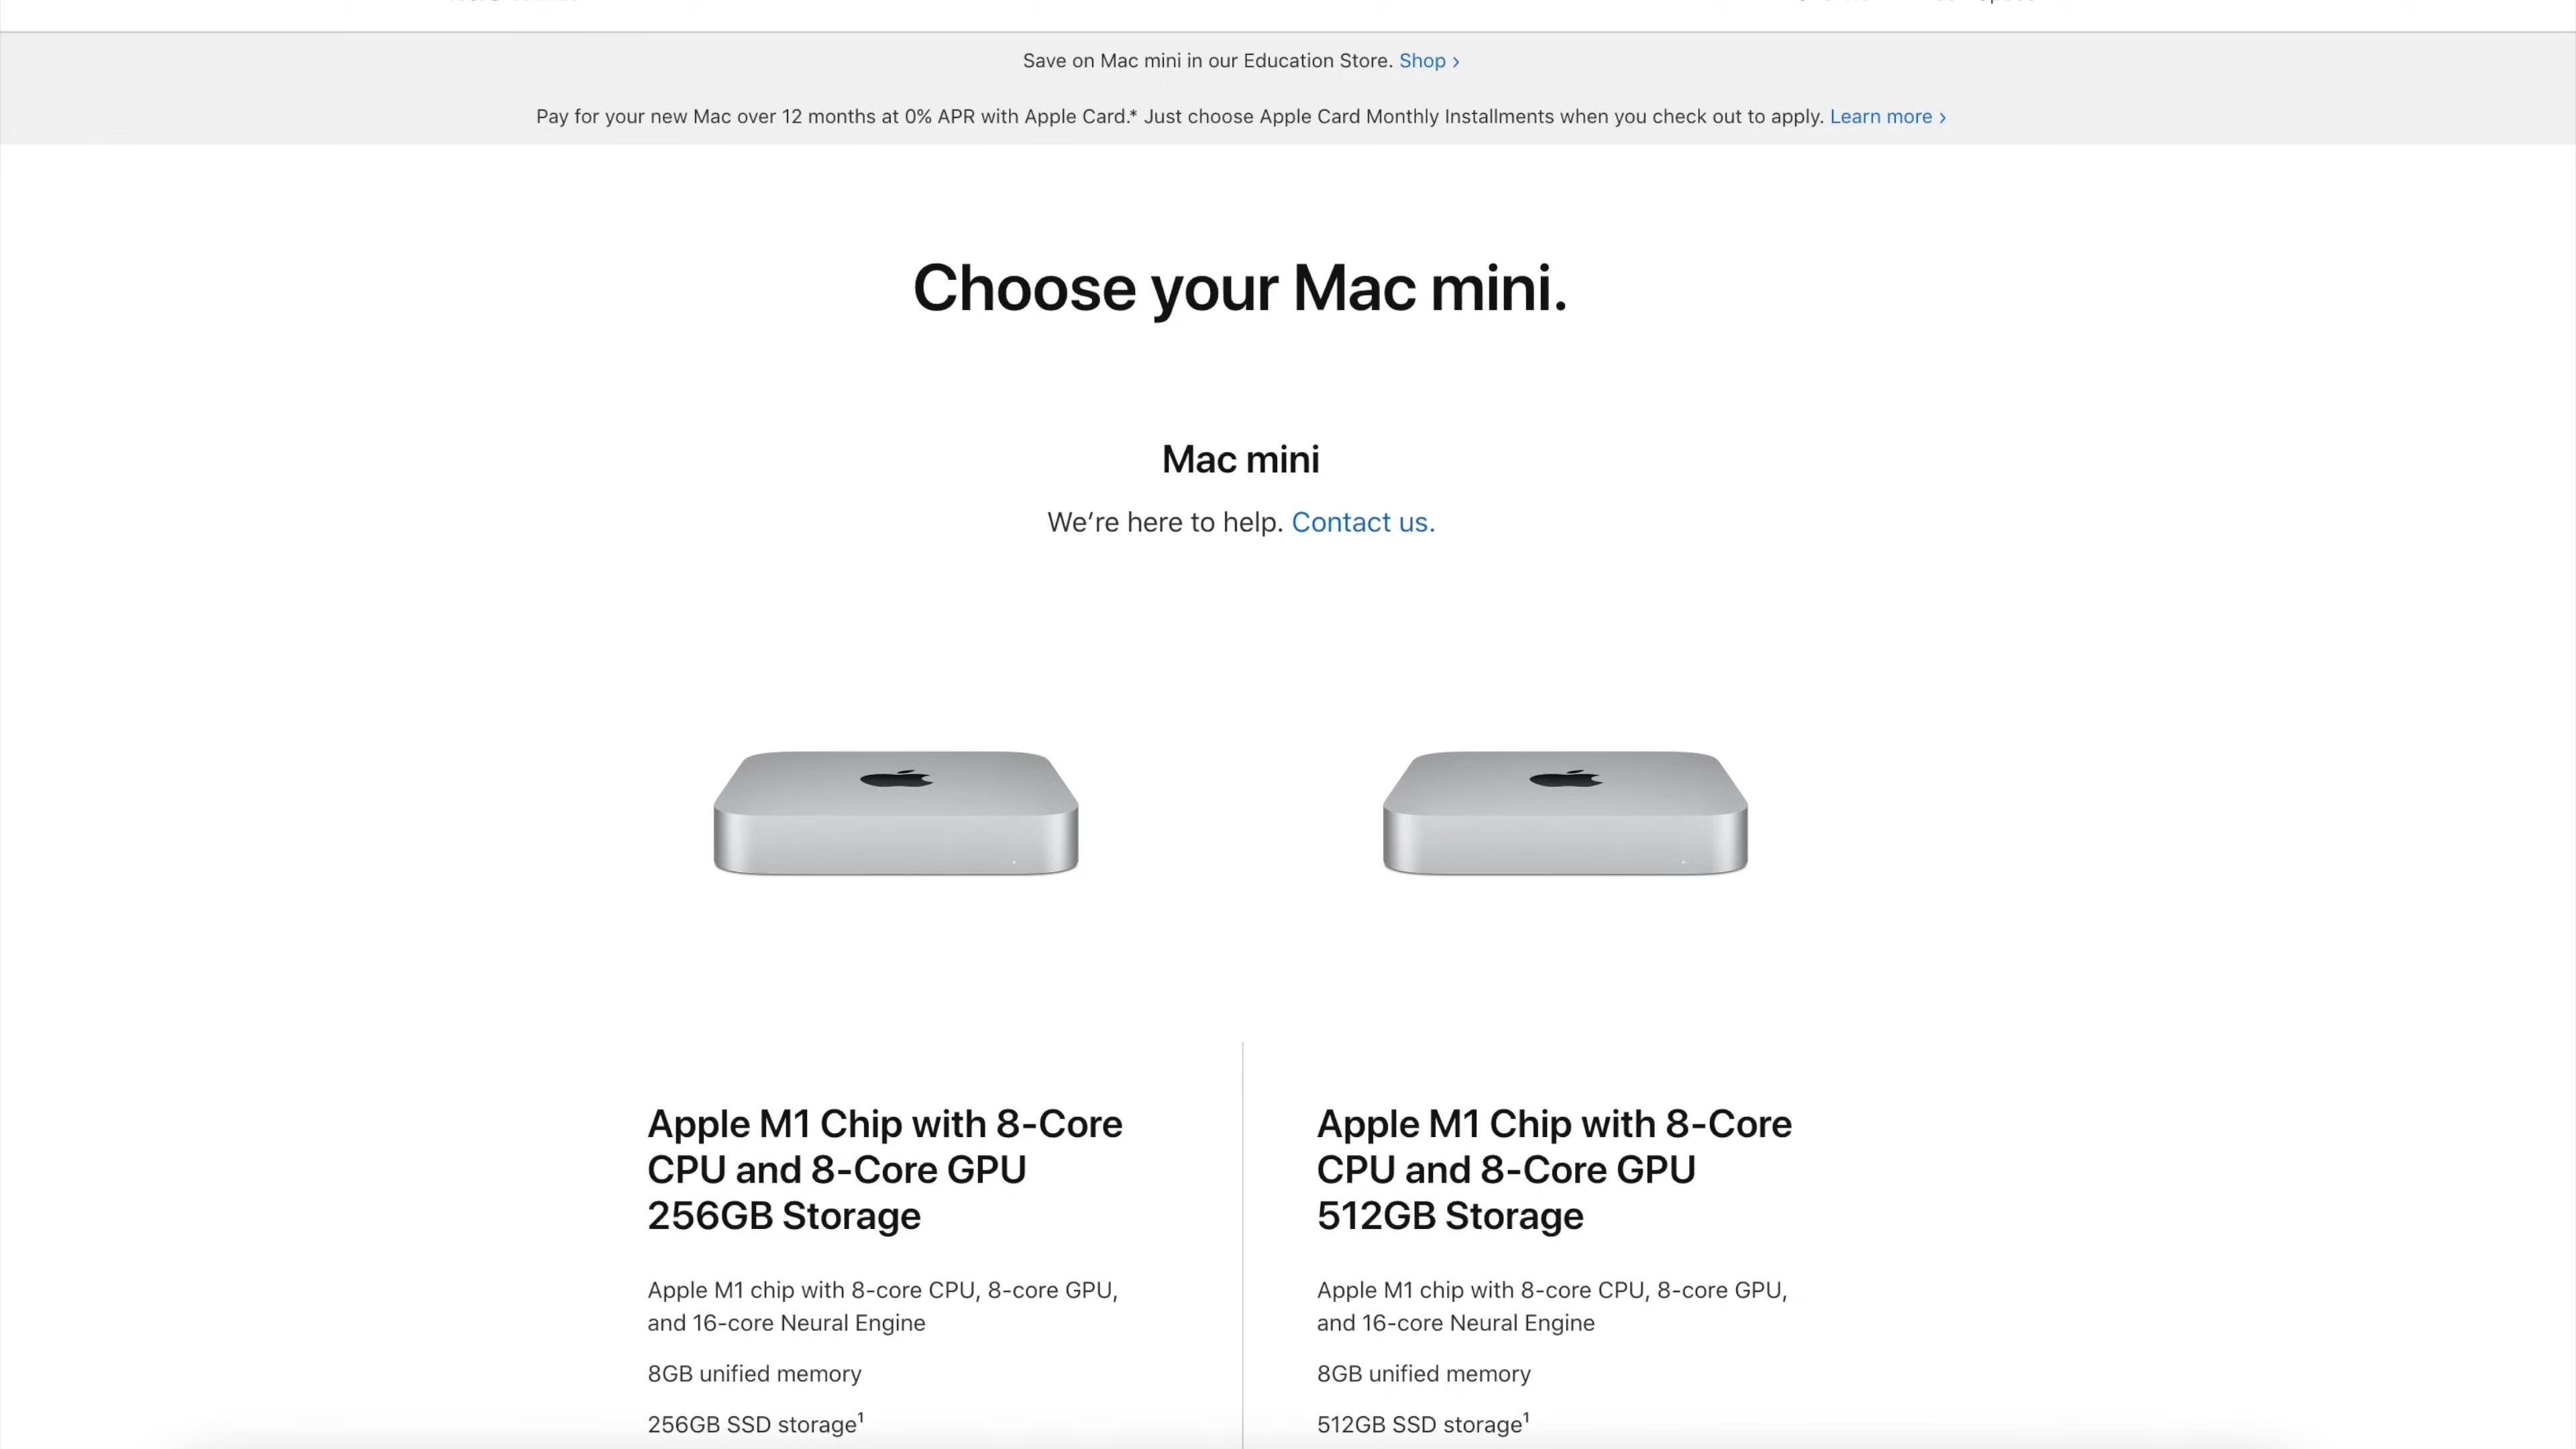 Save on Mac mini in our Education Store. Shop ›
Pay for your new Mac over 12 months at 0% APR with Apple Card.* Just choose Apple Card Monthly Installments when you check out to apply. Learn more ›
Choose your Mac mini.
Mac mini
We’re here to help. Contact us.
Apple M1 Chip with 8-Core
CPU and 8-Core GPU
256GB Storage
Apple M1 chip with 8-core CPU, 8-core GPU,
and 16-core Neural Engine
8GB unified memory
256GB SSD storage¹
Apple M1 Chip with 8-Core
CPU and 8-Core GPU
512GB Storage
Apple M1 chip with 8-core CPU, 8-core GPU,
and 16-core Neural Engine
8GB unified memory
512GB SSD storage¹